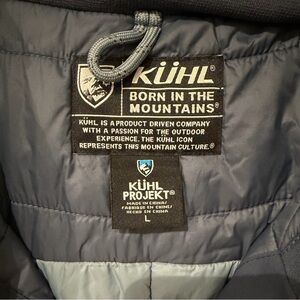 KÜHL®
BORN IN THE
MOUNTAINS®
KÜHL IS A PRODUCT DRIVEN COMPANY
WITH A PASSION FOR THE OUTDOOR
EXPERIENCE. THE KÜHL ICON
REPRESENTS THIS MOUNTAIN CULTURE.®
KÜHL
PROJEKT®
MADE IN CHINA/
FABRIQUE EN CHINE/
HECHO EN CHINA
L